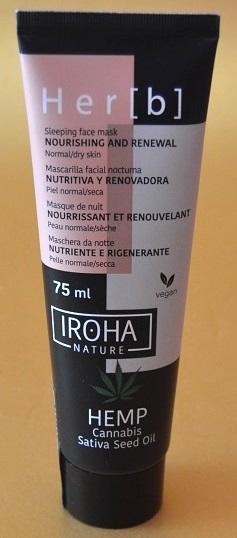 Her[b]
Sleeping face mask
NOURISHING AND RENEWAL
Normal/dry skin
Mascarilla facial nocturna
NUTRITIVA Y RENOVADORA
Piel normal/seca
Masque de nuit
NOURRISSANT ET RENOUVELANT
Peau normale/sèche
Maschera da notte
NUTRIENTE E RIGENERANTE
Pelle normale/secca
75 ml
vegan
IROHA
NATURE
HEMP
Cannabis
Sativa Seed Oil